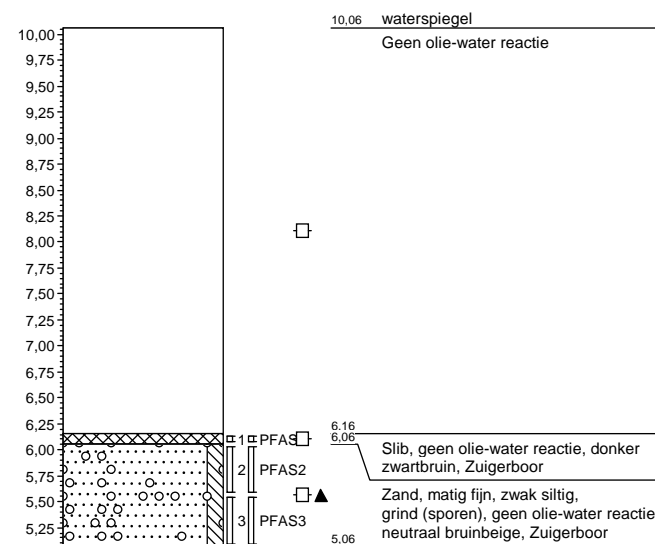 10,06 waterspiegel
10,00
Geen olie-water reactie
9,75
9,50
9,25
9,00
8,75
8,50
8,25
8,00
7,75
7,50
7,25
7,00
6,75
6,50
6,25
6.16
6,06
1 PFAS
6,00
Slib, geen olie-water reactie, donker
zwartbruin, Zuigerboor
5,75
2 PFAS2
5,50
Zand, matig fijn, zwak siltig,
grind (sporen), geen olie-water reactie
neutraal bruinbeige, Zuigerboor
3 PFAS3
5,25
5,06